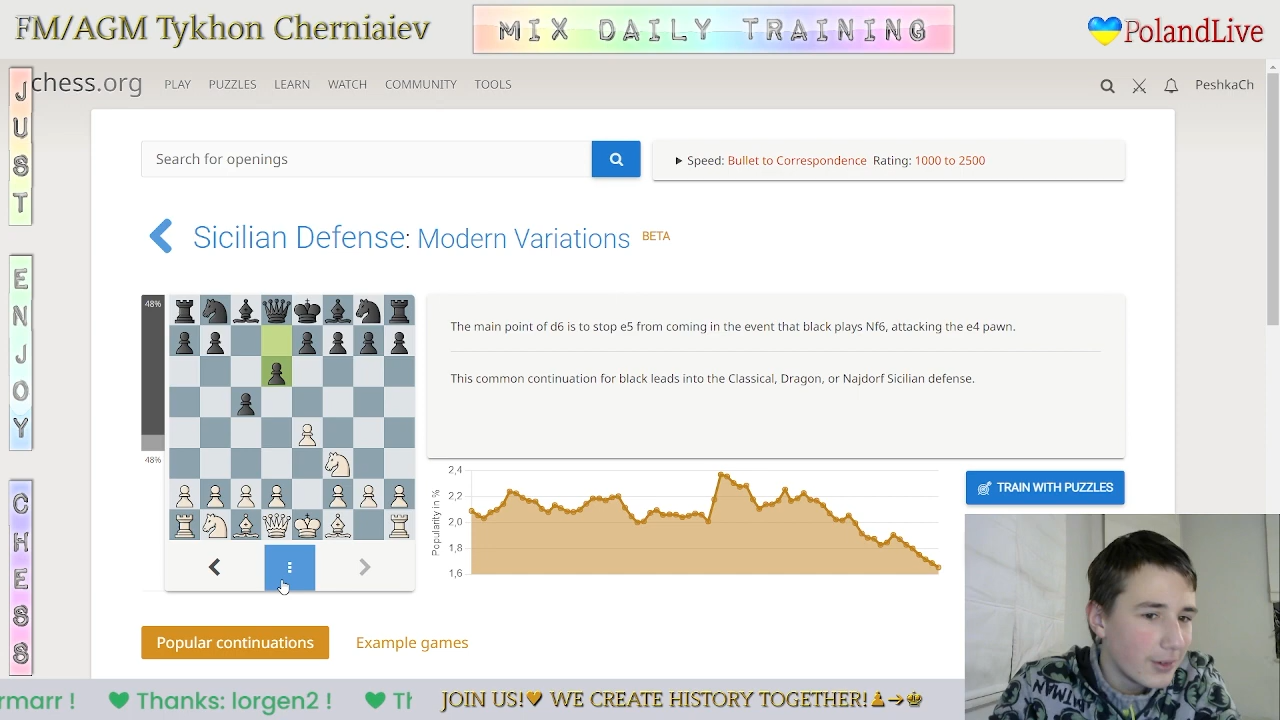 FM/AGM Tykhon Cherniaiev
MIX DAILY TRAINING
PolandLive
JUST
ENJOY
CHESS
chess.org
PLAY
PUZZLES
LEARN
WATCH
COMMUNITY
TOOLS
PeshkaCh
Search for openings
Speed: Bullet to Correspondence Rating: 1000 to 2500
Sicilian Defense: Modern Variations BETA
48%
48%
The main point of d6 is to stop e5 from coming in the event that black plays Nf6, attacking the e4 pawn.
This common continuation for black leads into the Classical, Dragon, or Najdorf Sicilian defense.
Popularity in %
2,4
2,2
2,0
1,8
1,6
TRAIN WITH PUZZLES
Popular continuations
Example games
rmarr !
Thanks: lorgen2 !
Th
JOIN US! WE CREATE HISTORY TOGETHER!